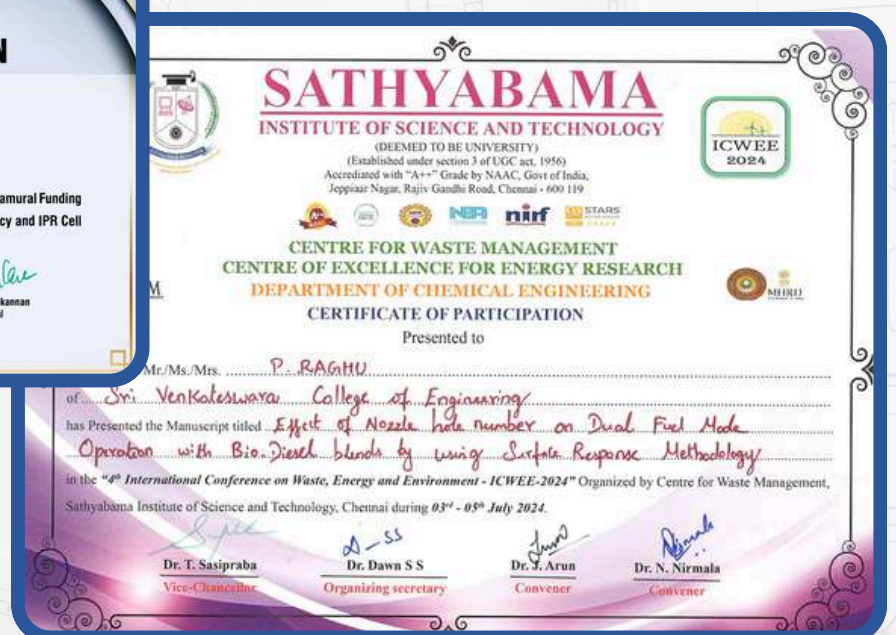 N
amural Funding
cy and IPR Cell
kannan
SATHYABAMA
INSTITUTE OF SCIENCE AND TECHNOLOGY
(DEEMED TO BE UNIVERSITY)
(Established under section 3 of UGC act, 1956)
Accrediated with "A++" Grade by NAAC, Govt of India,
Jeppiaar Nagar, Rajiv Gandhi Road, Chennai - 600 119
ICWEE
2024
NBA nirf STARS
CENTRE FOR WASTE MANAGEMENT
CENTRE OF EXCELLENCE FOR ENERGY RESEARCH
M
DEPARTMENT OF CHEMICAL ENGINEERING
MHRD
CERTIFICATE OF PARTICIPATION
Presented to
Mr./Ms./Mrs. P. RAGHU
of Sri Venkateswara College of Engineering
has Presented the Manuscript titled Effect of Nozzle hole number on Dual Fuel Mode
Operation with Bio-Diesel blends by using Surface Response Methodology
in the "4th International Conference on Waste, Energy and Environment - ICWEE-2024" Organized by Centre for Waste Management,
Sathyabama Institute of Science and Technology, Chennai during 03rd - 05th July 2024.
Dr. T. Sasipraba Dr. Dawn S S Dr. J. Arun Dr. N. Nirmala
Vice-Chancellor Organizing secretary Convener Convener